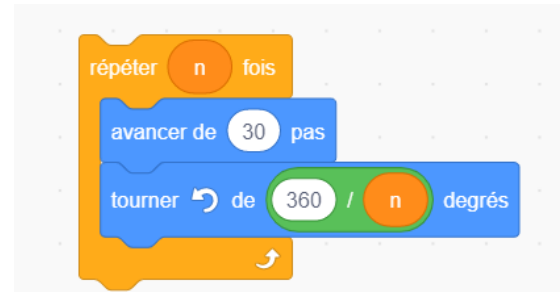 répéter n fois
avancer de 30 pas
tourner de 360 / n degrés